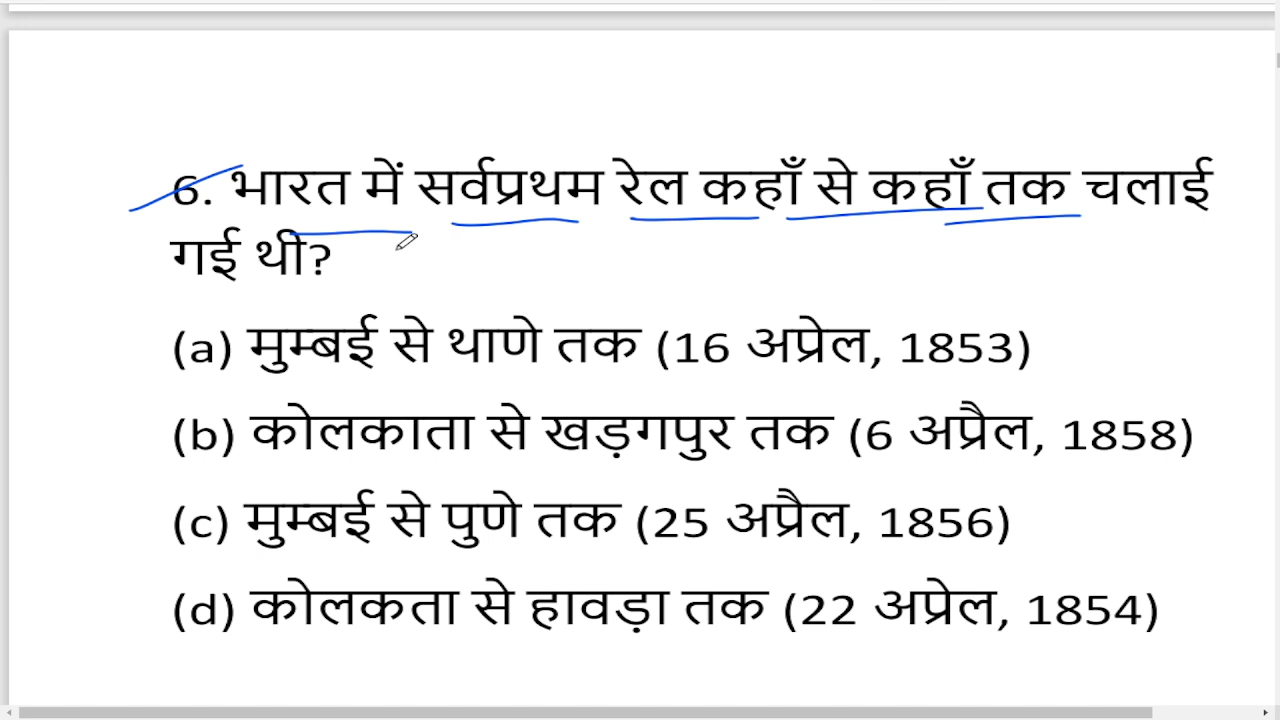 6. भारत में सर्वप्रथम रेल कहाँ से कहाँ तक चलाई
गई थी?
(a) मुम्बई से थाणे तक (16 अप्रेल, 1853)
(b) कोलकाता से खड़गपुर तक (6 अप्रैल, 1858)
(c) मुम्बई से पुणे तक (25 अप्रैल, 1856)
(d) कोलकता से हावड़ा तक (22 अप्रेल, 1854)